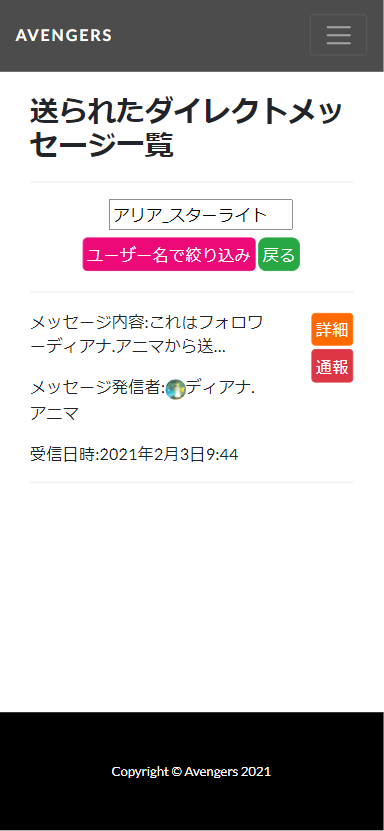 AVENGERS
送られたダイレクトメッ
セージ一覧
アリア_スターライト
ユーザー名で絞り込み 戻る
メッセージ内容:これはフォロワ
ーディアナ.アニマから送...
詳細
通報
メッセージ発信者:ディアナ.
アニマ
受信日時:2021年2月3日9:44
Copyright © Avengers 2021